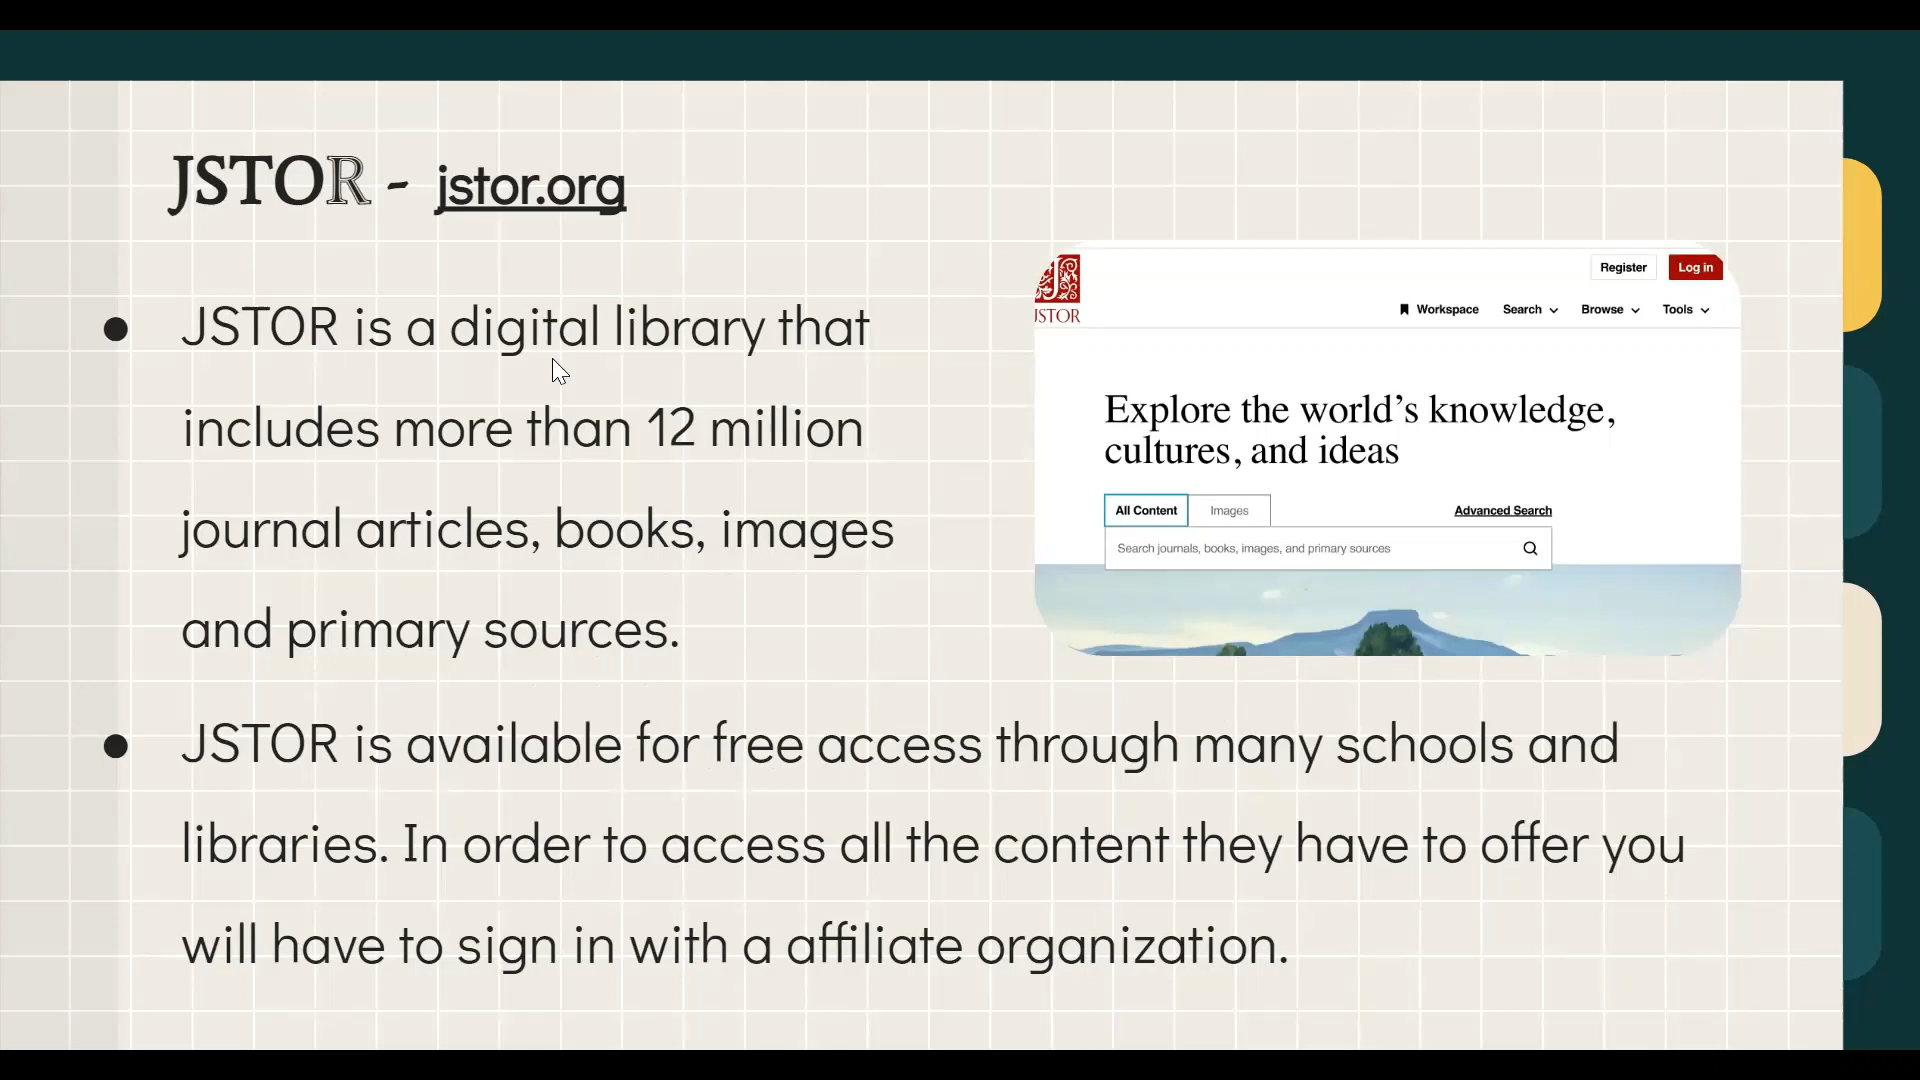 JSTOR - jstor.org
● JSTOR is a digital library that
includes more than 12 million
journal articles, books, images
and primary sources.
JSTOR
Register Log in
Workspace Search Browse Tools
Explore the world’s knowledge,
cultures, and ideas
All Content Images Advanced Search
Search journals, books, images, and primary sources
● JSTOR is available for free access through many schools and
libraries. In order to access all the content they have to offer you
will have to sign in with a affiliate organization.